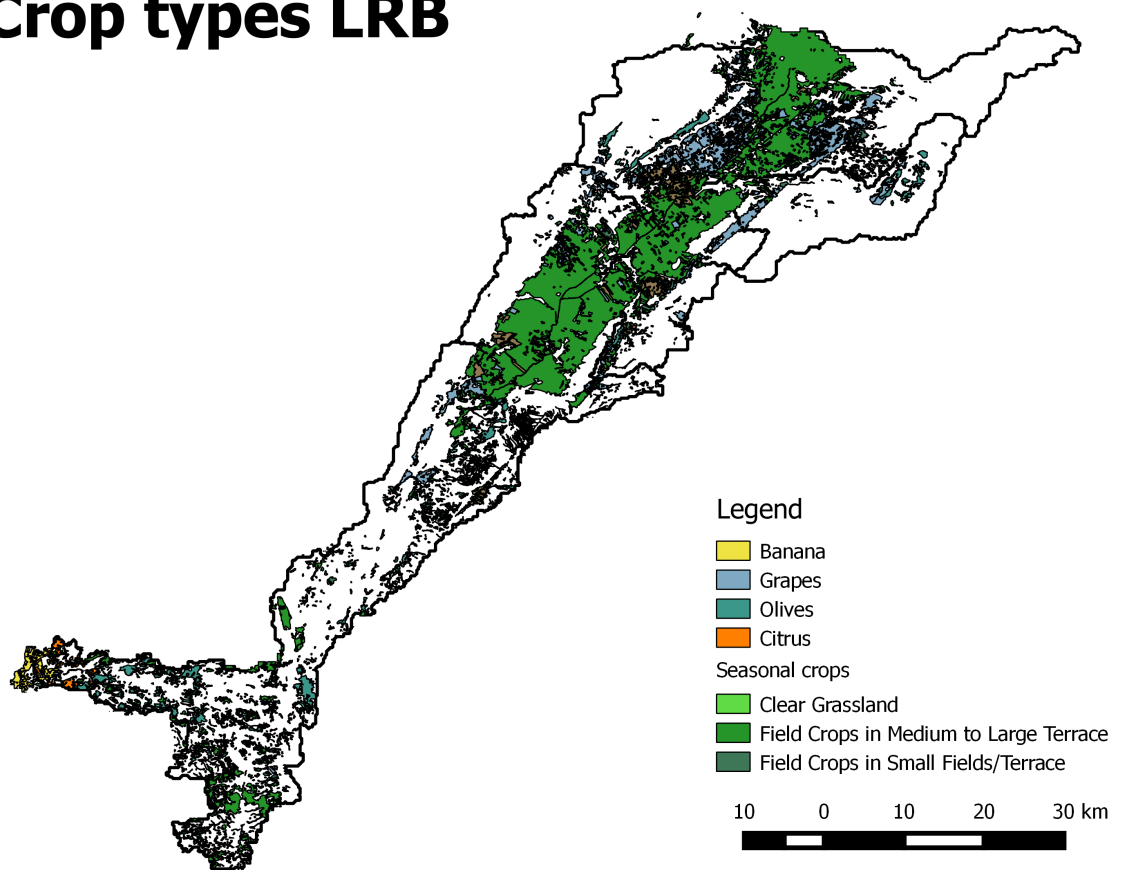 Crop types LRB
Legend
Banana
Grapes
Olives
Citrus
Seasonal crops
Clear Grassland
Field Crops in Medium to Large Terrace
Field Crops in Small Fields/Terrace
10 0 10 20 30 km